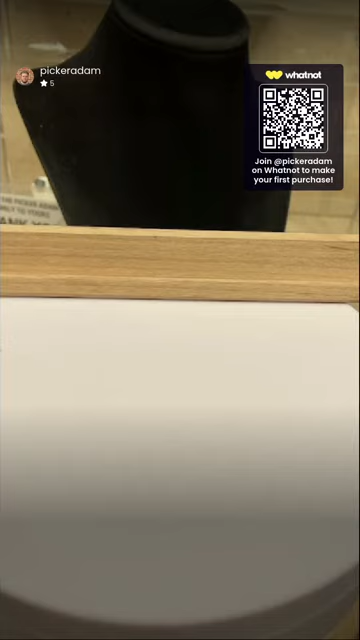 pickeradam
★ 5
whatnot
Join @pickeradam
on Whatnot to make
your first purchase!